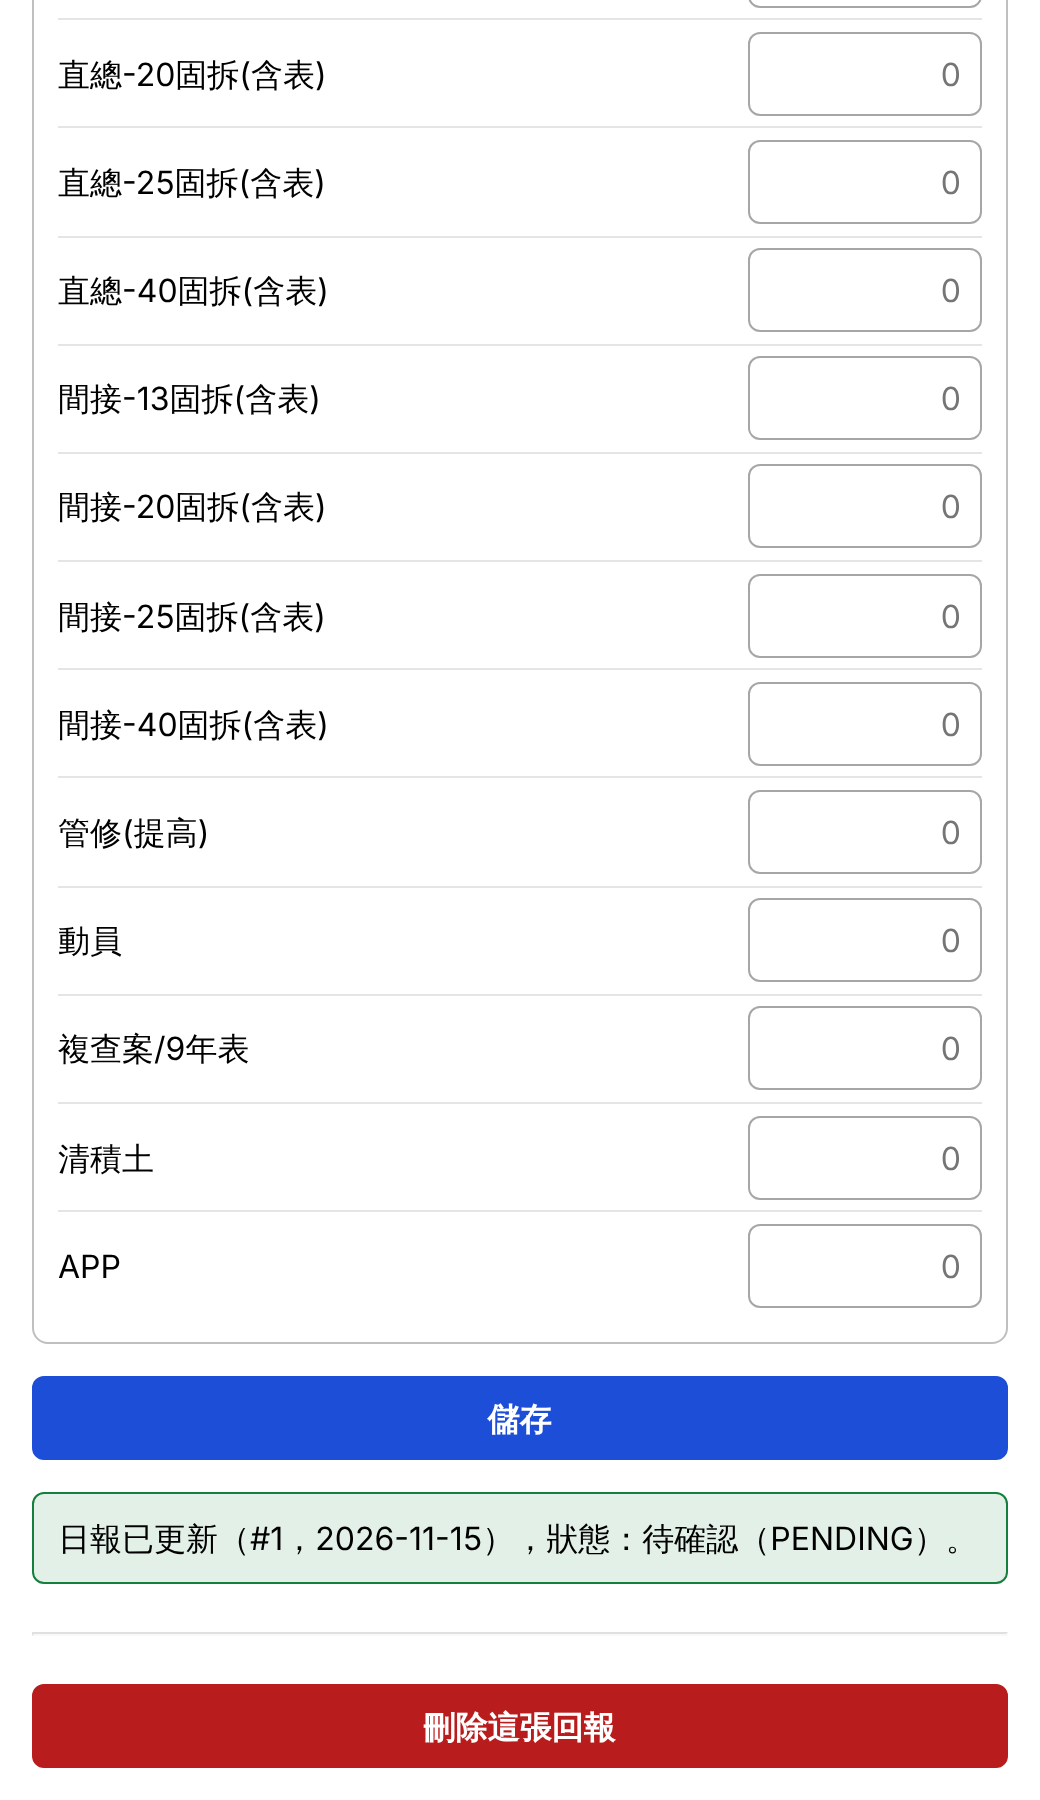 直總-20固拆(含表)
0
直總-25固拆(含表)
0
直總-40固拆(含表)
0
間接-13固拆(含表)
0
間接-20固拆(含表)
0
間接-25固拆(含表)
0
間接-40固拆(含表)
0
管修(提高)
0
動員
0
複查案/9年表
0
清積土
0
APP
0
儲存
日報已更新（#1，2026-11-15），狀態：待確認（PENDING）。
刪除這張回報